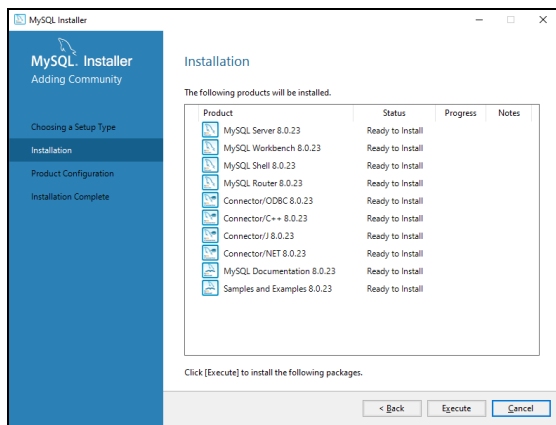 MySQL Installer
MySQL. Installer
Adding Community
Choosing a Setup Type
Installation
Product Configuration
Installation Complete
Installation
The following products will be installed.
Product Status Progress Notes
MySQL Server 8.0.23 Ready to Install
MySQL Workbench 8.0.23 Ready to Install
MySQL Shell 8.0.23 Ready to Install
MySQL Router 8.0.23 Ready to Install
Connector/ODBC 8.0.23 Ready to Install
Connector/C++ 8.0.23 Ready to Install
Connector/J 8.0.23 Ready to Install
Connector/NET 8.0.23 Ready to Install
MySQL Documentation 8.0.23 Ready to Install
Samples and Examples 8.0.23 Ready to Install
Click [Execute] to install the following packages.
< Back Execute Cancel